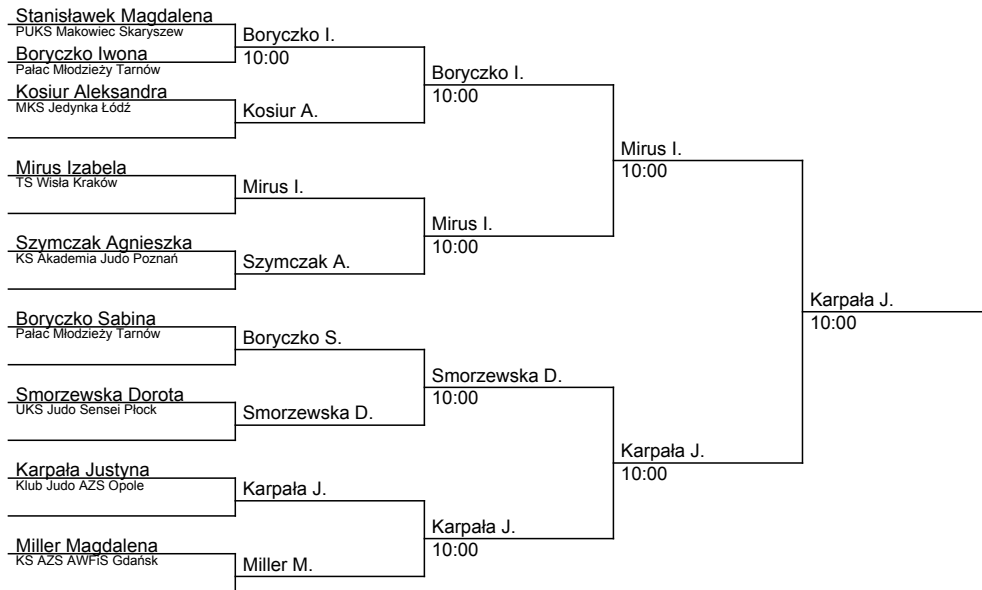 Stanisławek Magdalena
PUKS Makowiec Skaryszew
Boryczko Iwona
Pałac Młodzieży Tarnów
Kosiur Aleksandra
MKS Jedynka Łódź
Mirus Izabela
TS Wisła Kraków
Szymczak Agnieszka
KS Akademia Judo Poznań
Boryczko Sabina
Pałac Młodzieży Tarnów
Smorzewska Dorota
UKS Judo Sensei Płock
Karpała Justyna
Klub Judo AZS Opole
Miller Magdalena
KS AZS AWFiS Gdańsk
Boryczko I.
10:00
Kosiur A.
Mirus I.
Szymczak A.
Boryczko S.
Smorzewska D.
Karpała J.
Miller M.
Boryczko I.
10:00
Mirus I.
10:00
Smorzewska D.
10:00
Karpała J.
10:00
Mirus I.
10:00
Karpała J.
10:00
Karpała J.
10:00